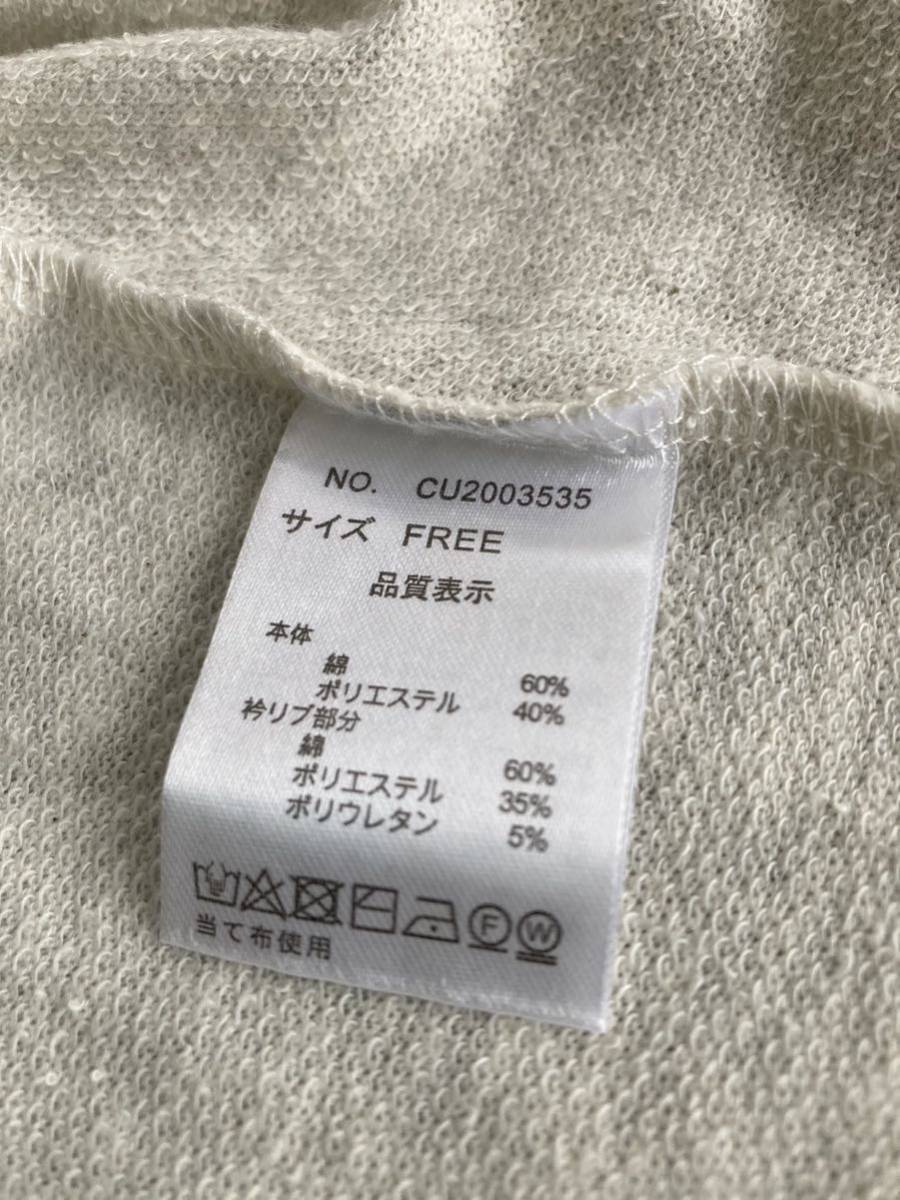 NO. CU2003535
サイズ FREE
品質表示
本体
綿 60%
ポリエステル 40%
衿リブ部分
綿 60%
ポリエステル 35%
ポリウレタン 5%
F W
当て布使用